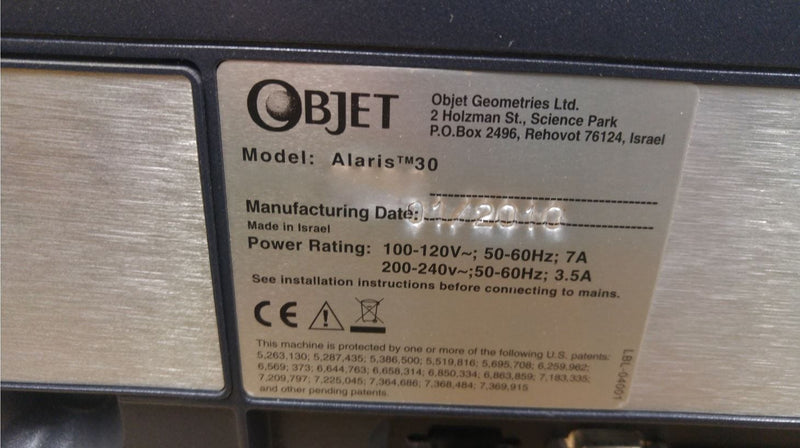 OBJET
Objet Geometries Ltd.
2 Holzman St., Science Park
P.O.Box 2496, Rehovot 76124, Israel
Model: Alaris™30
Manufacturing Date: 01/2010
Made in Israel
Power Rating: 100-120V~; 50-60Hz; 7A
200-240v~;50-60Hz; 3.5A
See installation instructions before connecting to mains.
CE
This machine is protected by one or more of the following U.S. patents:
5,263,130; 5,287,435; 5,386,500; 5,519,816; 5,695,708; 6,259,962;
6,569; 373; 6,644,763; 6,658,314; 6,850,334; 6,863,859; 7,183,335;
7,209,797; 7,225,045; 7,364,686; 7,368,484; 7,369,915
and other pending patents.
LBL-04001